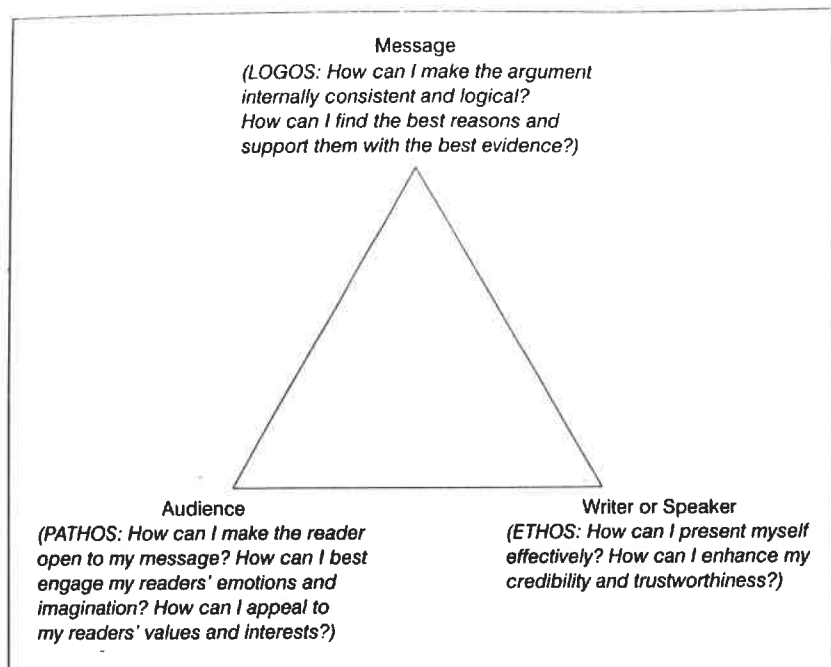 Message
(LOGOS: How can I make the argument
internally consistent and logical?
How can I find the best reasons and
support them with the best evidence?)
Audience
(PATHOS: How can I make the reader
open to my message? How can I best
engage my readers' emotions and
imagination? How can I appeal to
my readers' values and interests?)
Writer or Speaker
(ETHOS: How can I present myself
effectively? How can I enhance my
credibility and trustworthiness?)